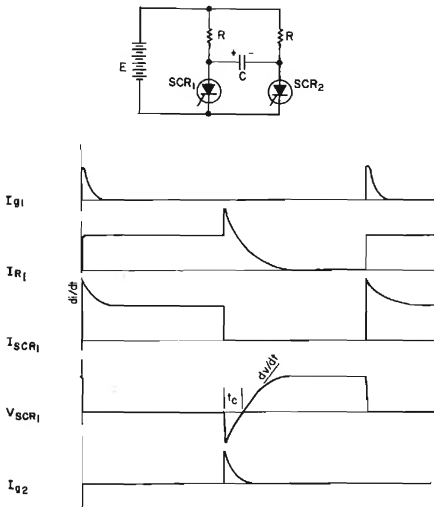 R
R
+ -
E
C
SCR1
SCR2
Ig1
IR1
di/dt
ISCR1
tc
dv/dt
VSCR1
Ig2